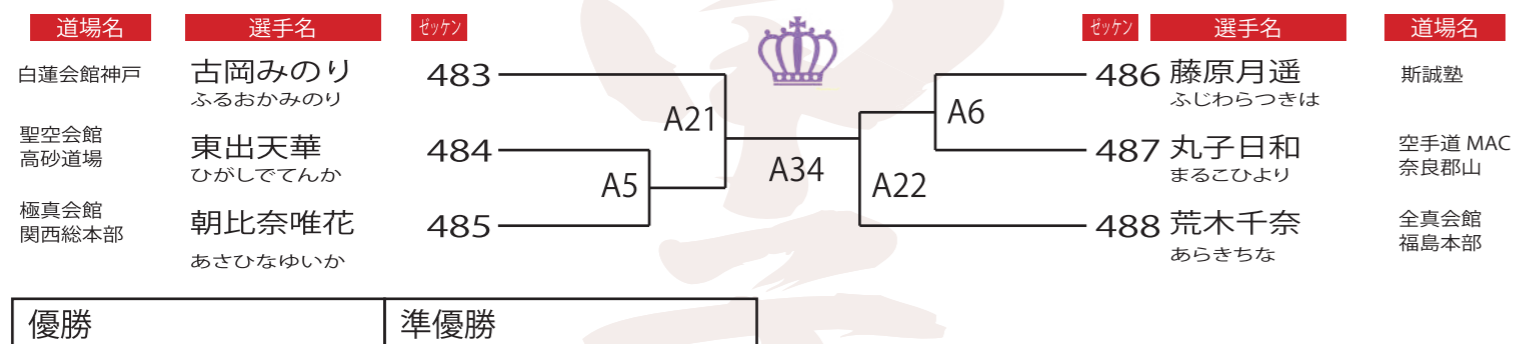 道場名 選手名 ゼッケン ゼッケン 選手名 道場名
白蓮会館神戸 古岡みのり 483 486 藤原月遥 斯誠塾
ふるおかみのり ふじわらつきは
A21 A6
聖空会館
高砂道場 東出天華 484 487 丸子日和 空手道 MAC
奈良郡山
ひがしでてんか まるこひより
A5 A34 A22
極真会館
関西総本部 朝比奈唯花 485 488 荒木千奈 全真会館
福島本部
あさひなゆいか あらきちな
優勝 準優勝